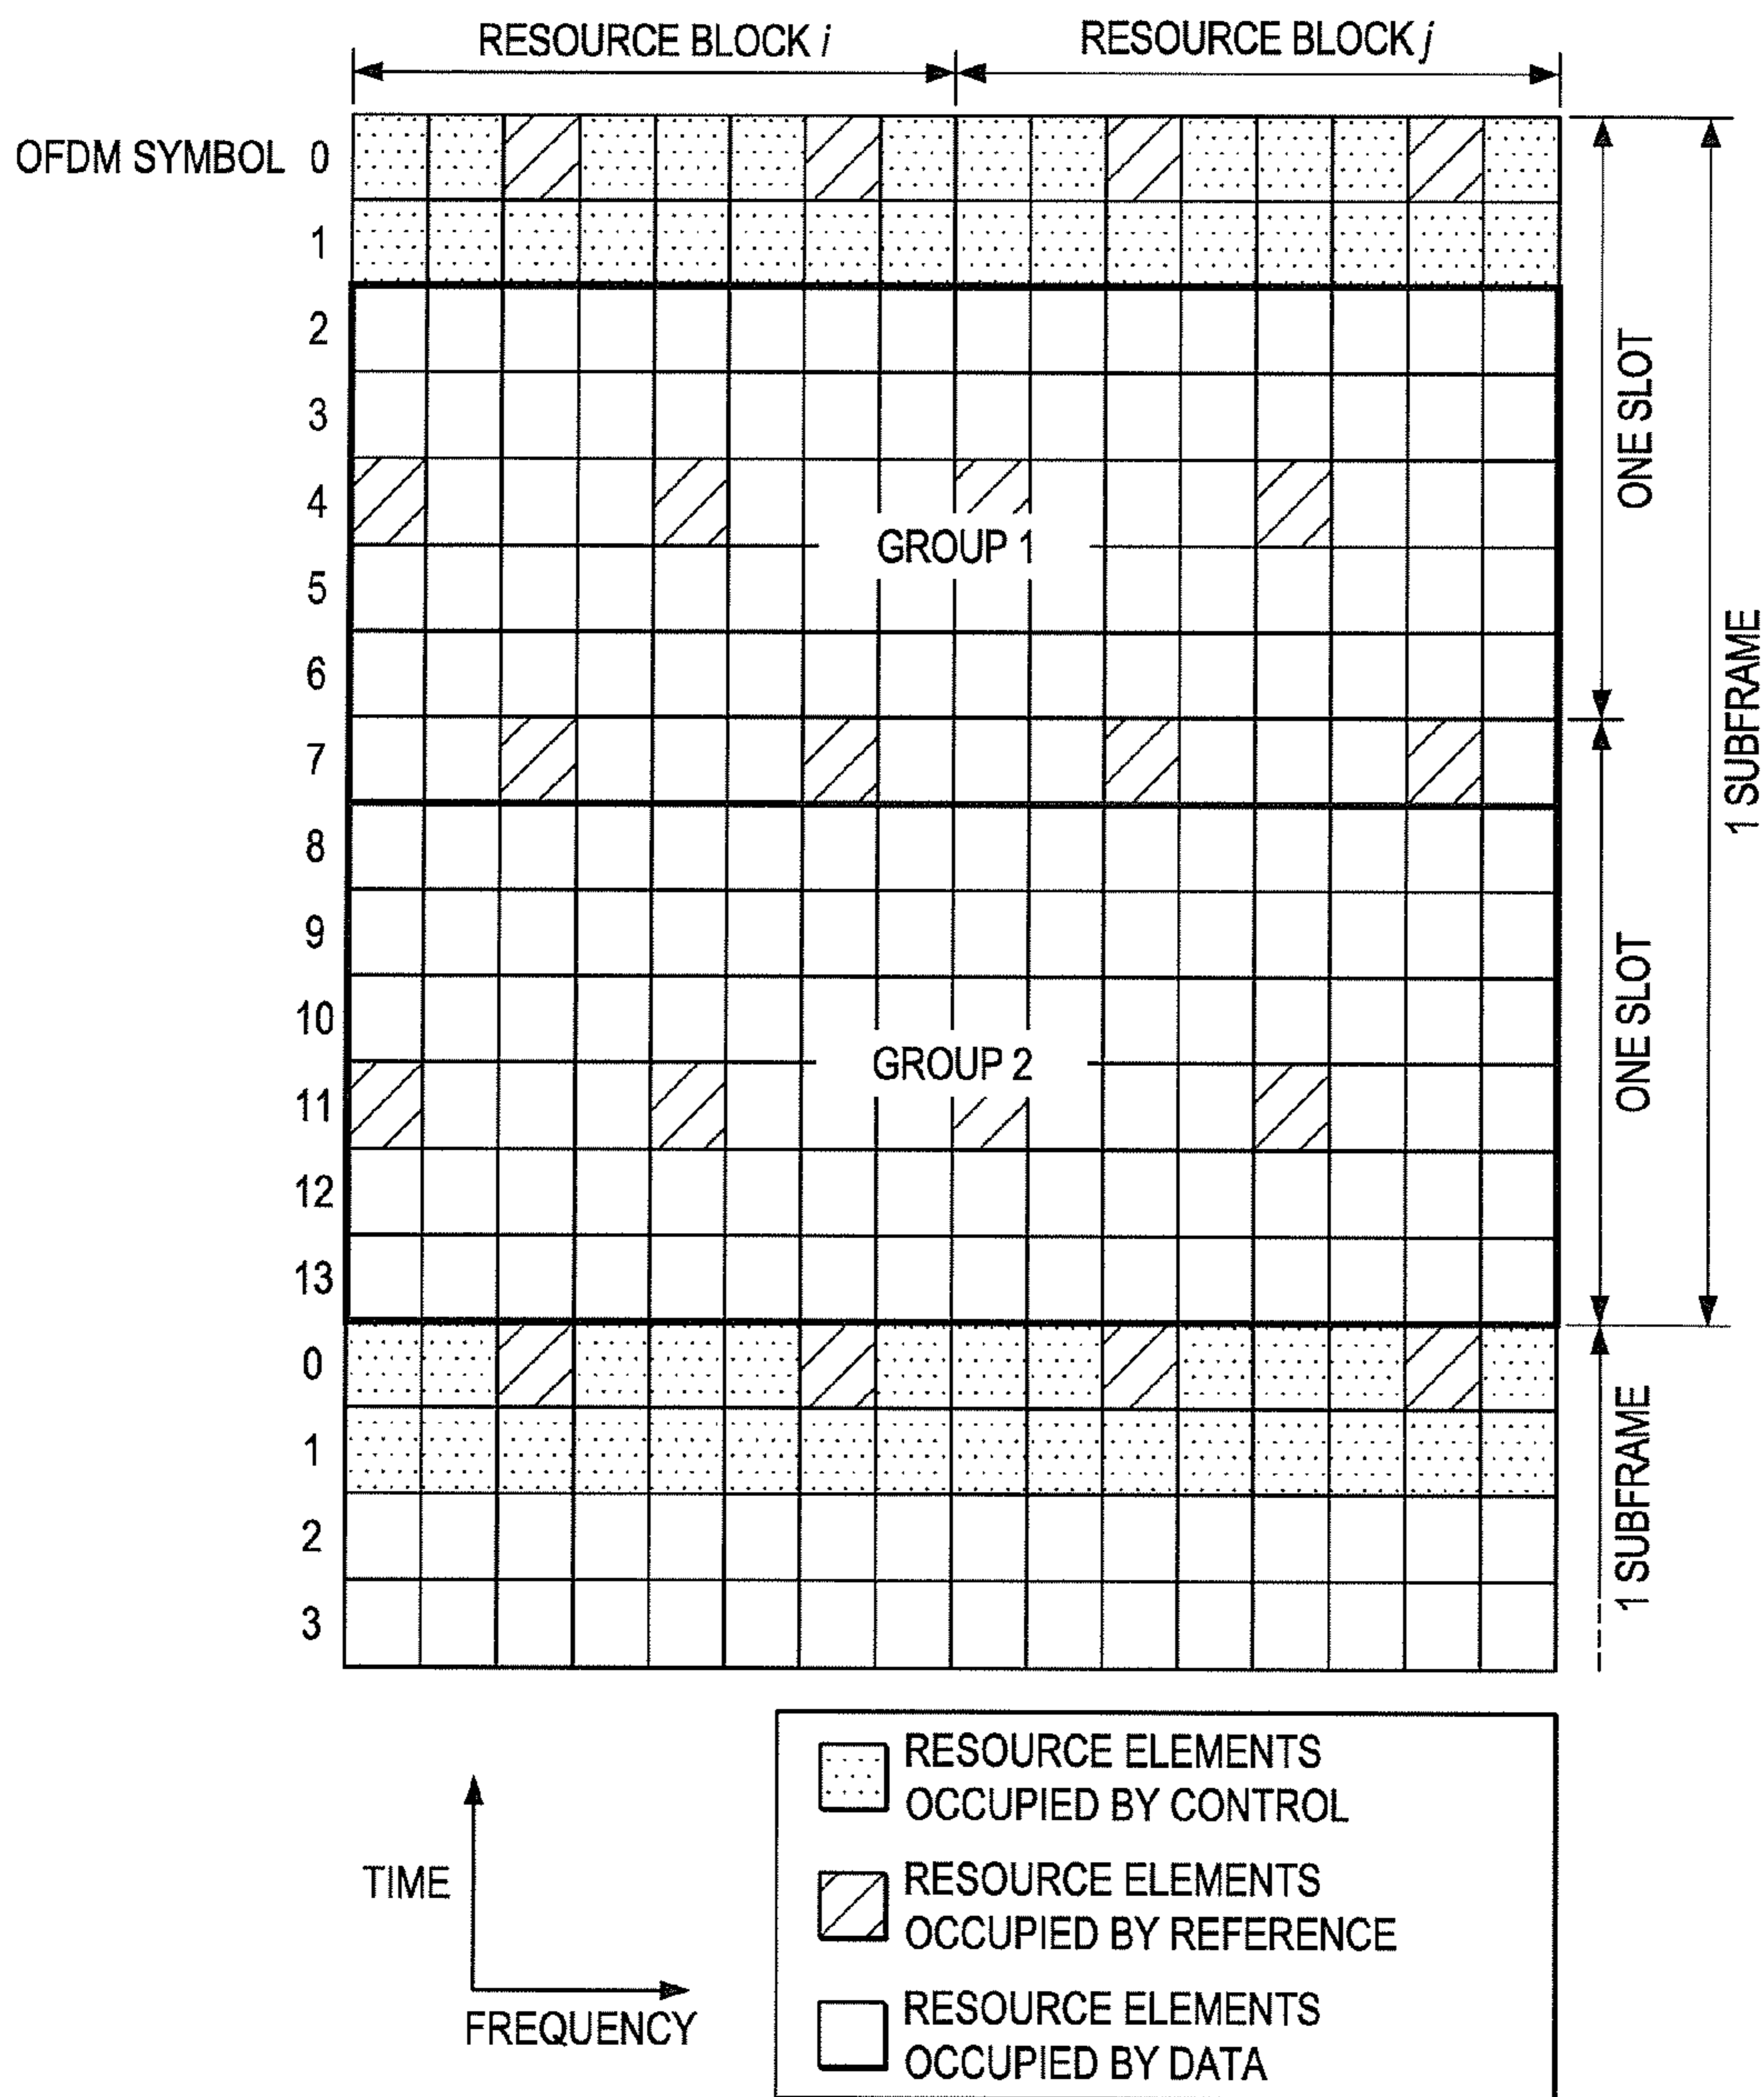 RESOURCE BLOCK i
RESOURCE BLOCK j
OFDM SYMBOL 0
1
2
3
4
5
6
7
8
9
10
11
12
13
0
1
2
3
GROUP 1
GROUP 2
ONE SLOT
ONE SLOT
1 SUBFRAME
1 SUBFRAME
TIME
FREQUENCY
RESOURCE ELEMENTS
OCCUPIED BY CONTROL
RESOURCE ELEMENTS
OCCUPIED BY REFERENCE
RESOURCE ELEMENTS
OCCUPIED BY DATA